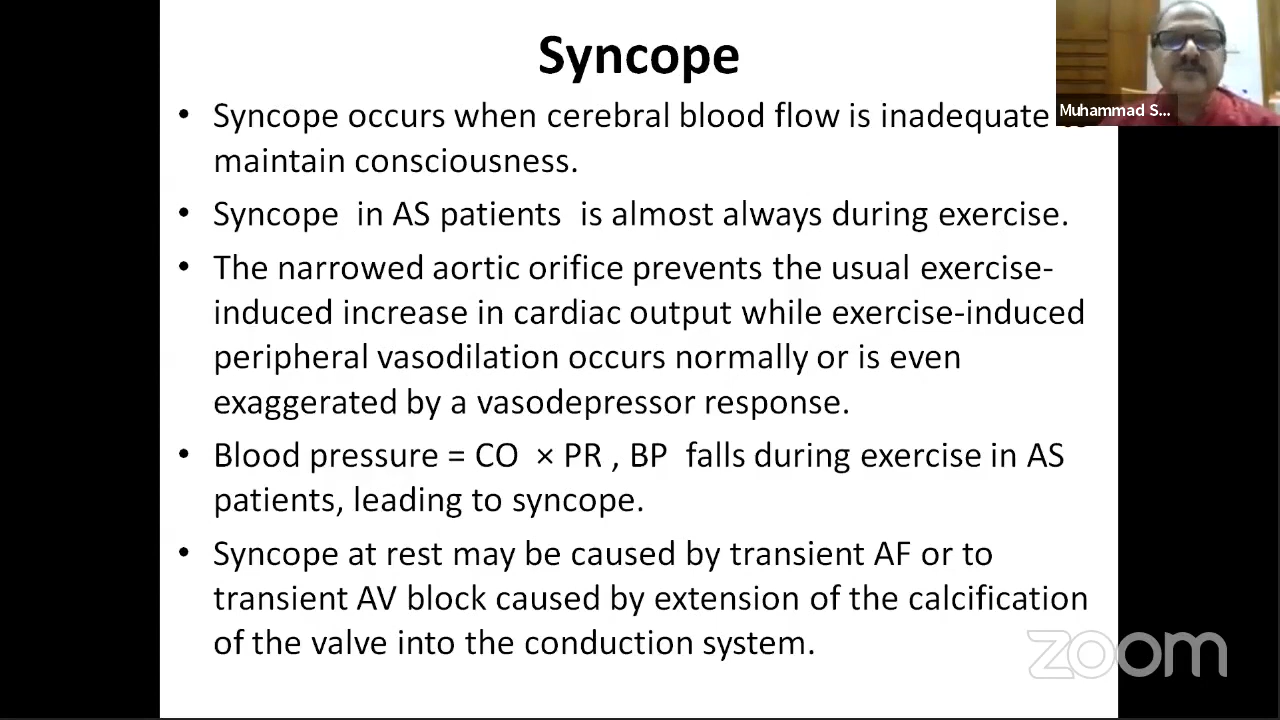 Syncope
• Syncope occurs when cerebral blood flow is inadequate
maintain consciousness.
• Syncope in AS patients is almost always during exercise.
• The narrowed aortic orifice prevents the usual exercise-
induced increase in cardiac output while exercise-induced
peripheral vasodilation occurs normally or is even
exaggerated by a vasodepressor response.
• Blood pressure = CO × PR , BP falls during exercise in AS
patients, leading to syncope.
• Syncope at rest may be caused by transient AF or to
transient AV block caused by extension of the calcification
of the valve into the conduction system.
Muhammad S...
zoom